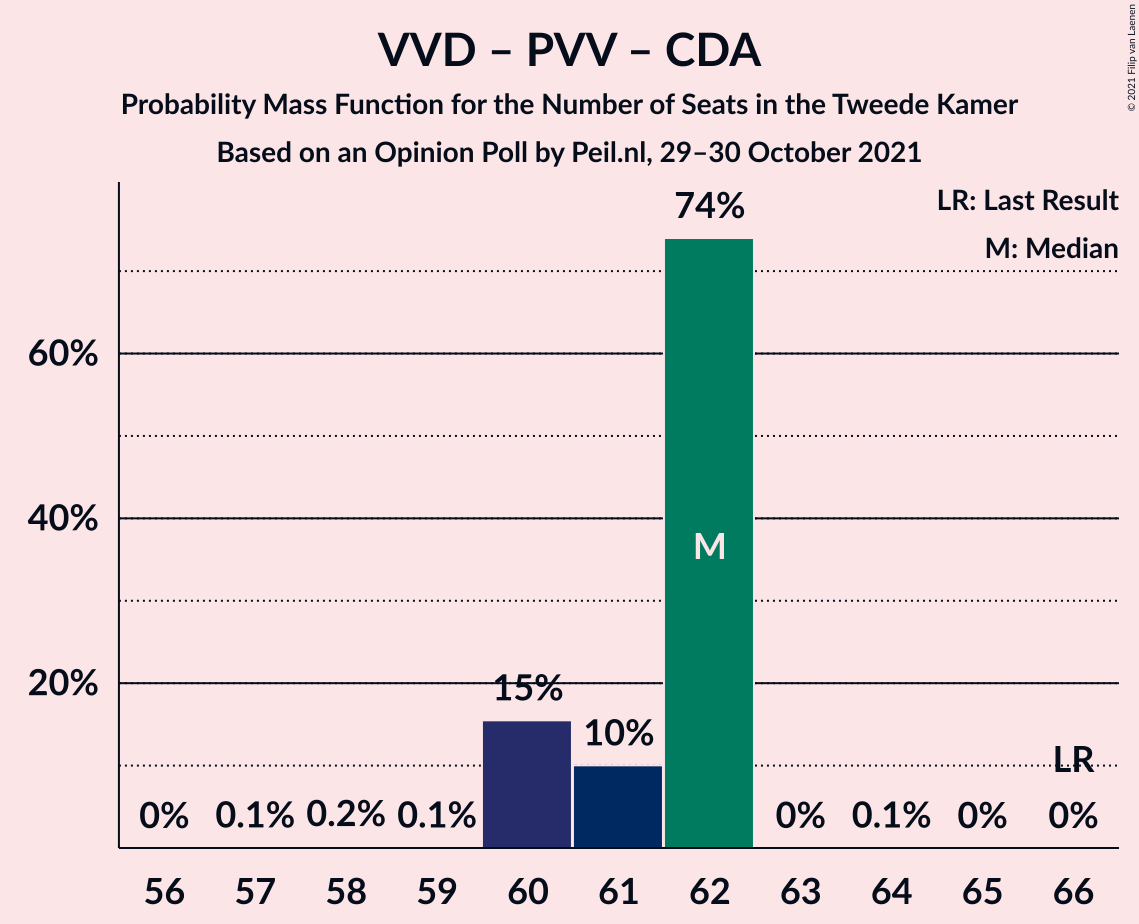 VVD – PVV – CDA
Probability Mass Function for the Number of Seats in the Tweede Kamer
Based on an Opinion Poll by Peil.nl, 29–30 October 2021
© 2021 Filip van Laenen
LR: Last Result
M: Median
74%
60%
40%
M
20%
15%
10%
LR
0% 0.1% 0.2% 0.1% 0% 0.1% 0% 0%
56 57 58 59 60 61 62 63 64 65 66